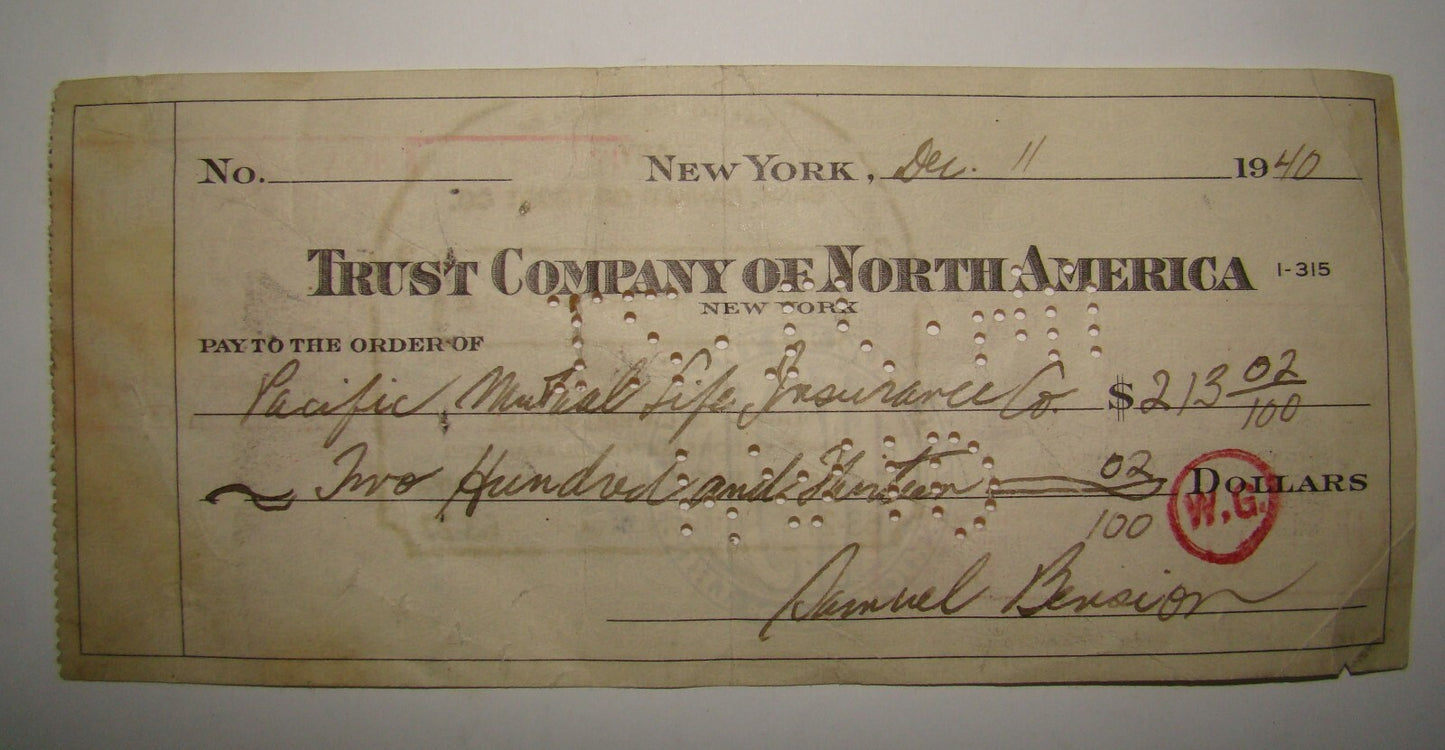 No. NEW YORK, Dec. 11 1940
TRUST COMPANY OF NORTH AMERICA 1-315
NEW YORK
PAY TO THE ORDER OF
Pacific Mutual Life Insurance Co. $213 02/100
Two Hundred and Thirteen 02/100 DOLLARS
W.G.
Samuel Bension